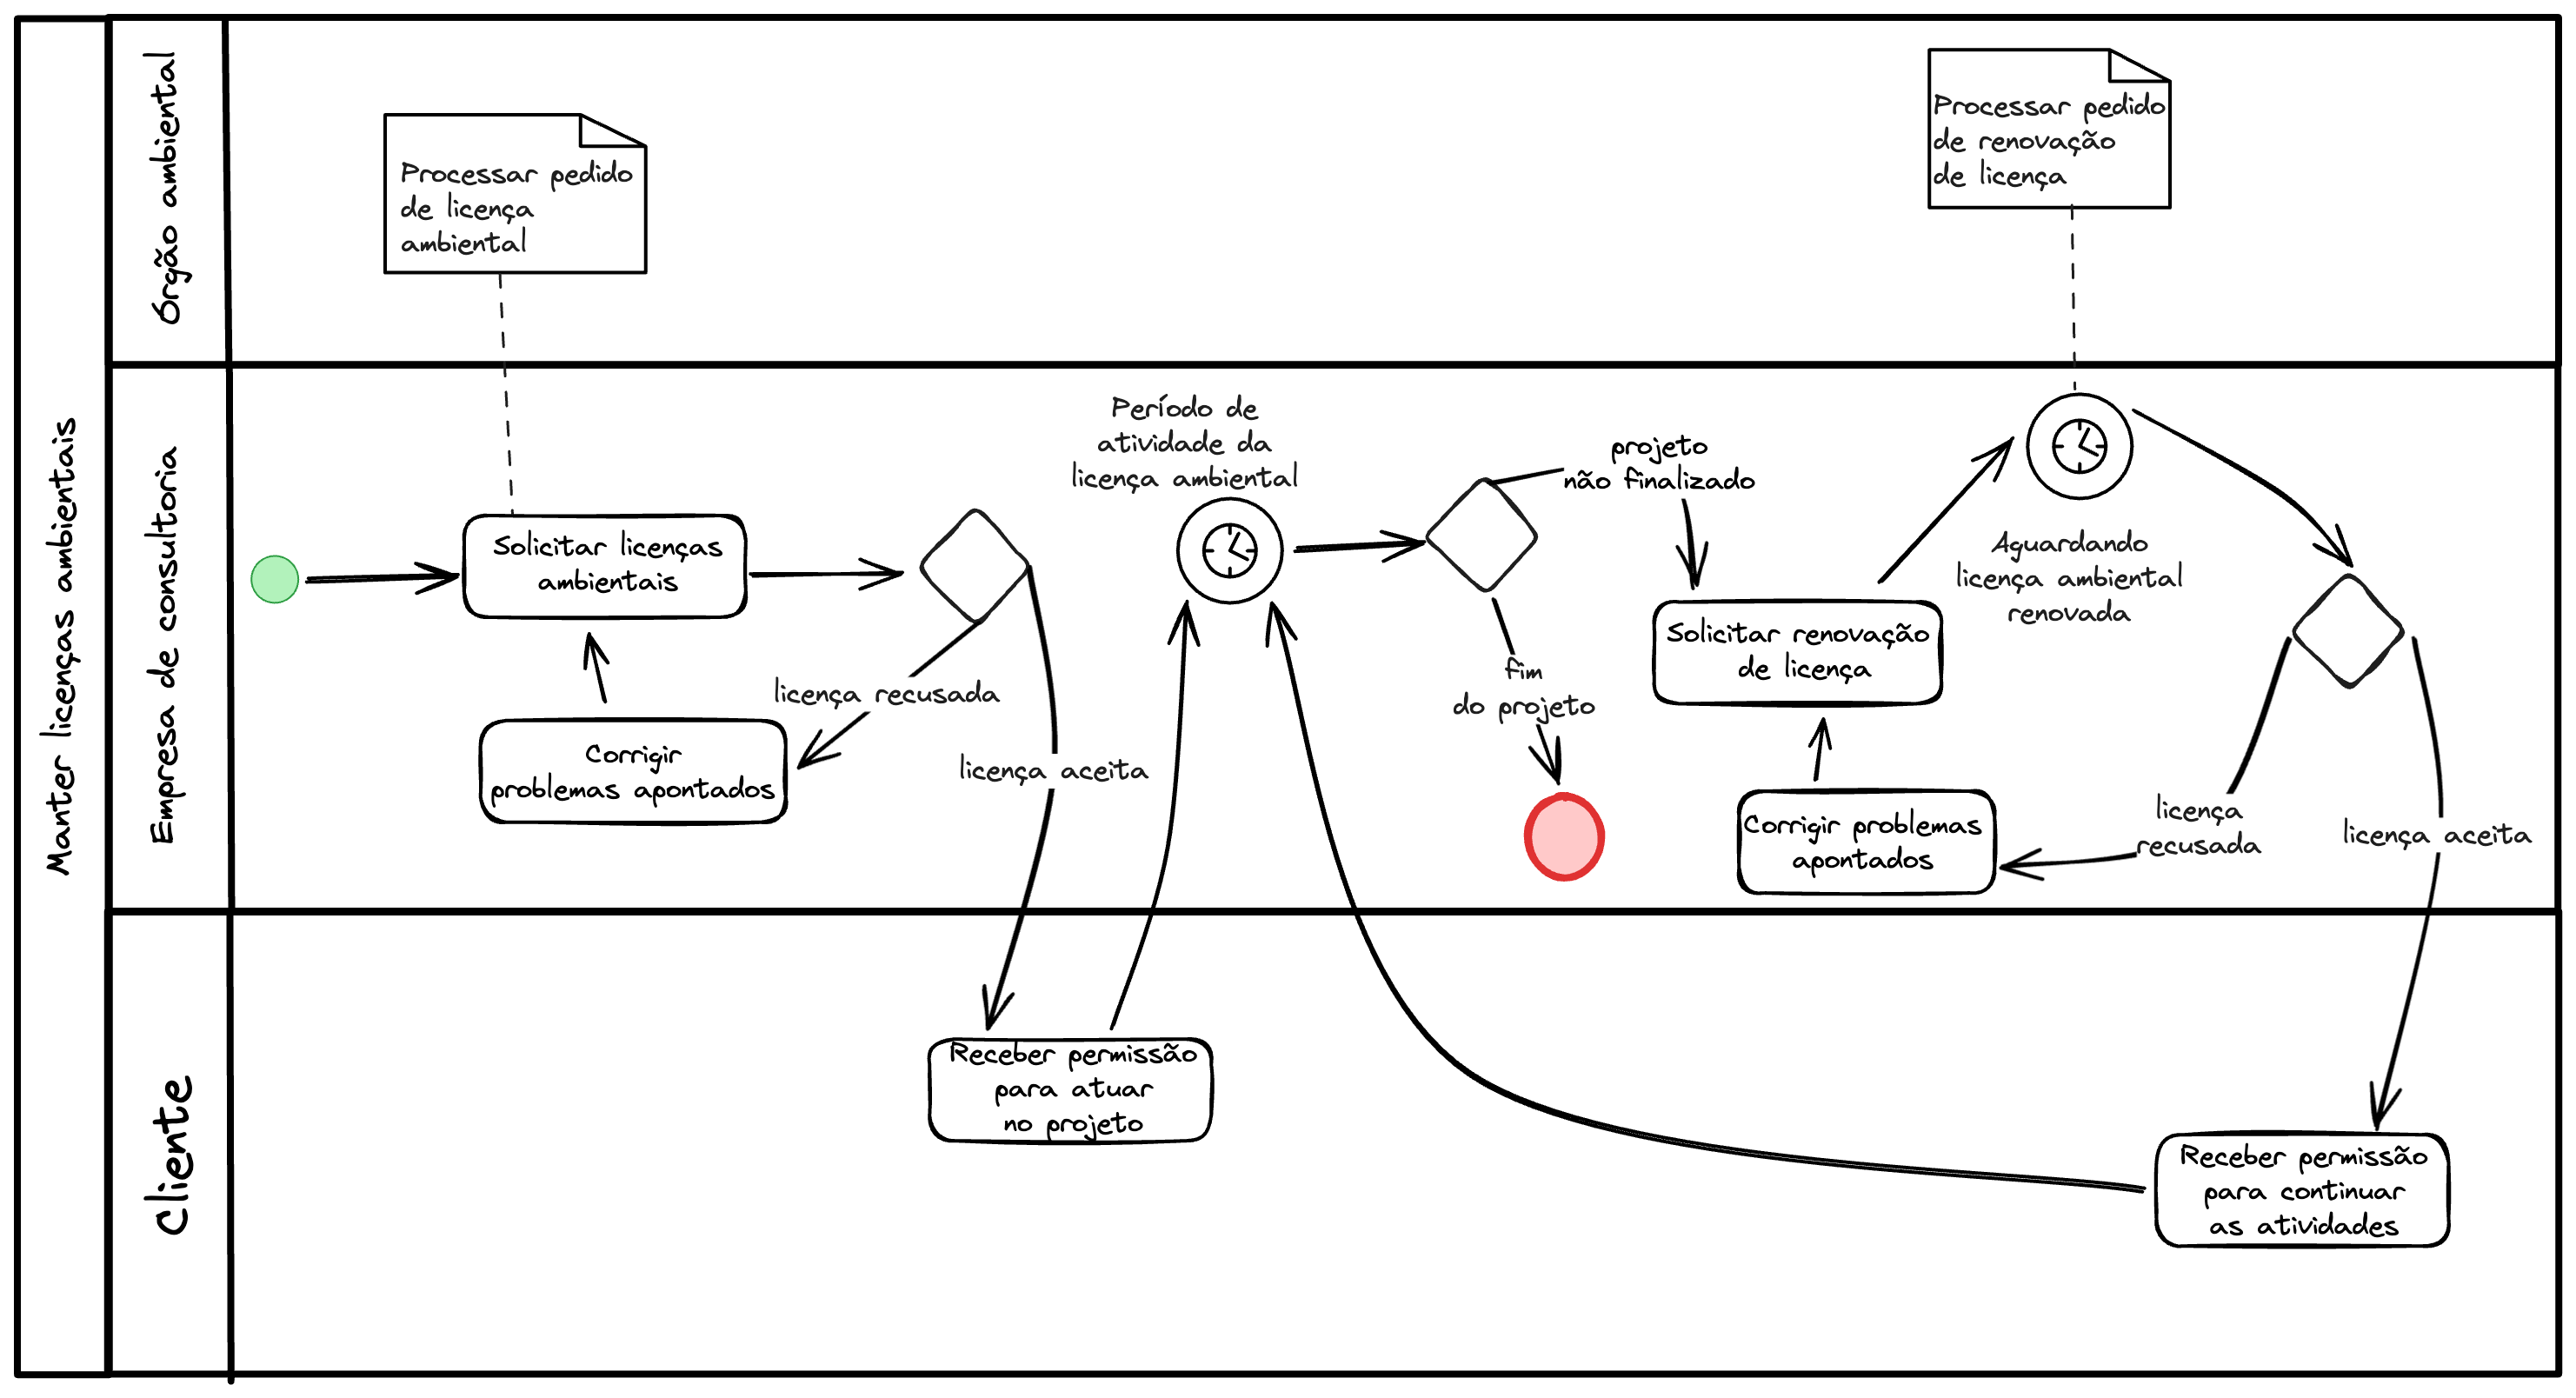 Manter licenças ambientais
Órgão ambiental
Processar pedido
de licença
ambiental
Processar pedido
de renovação
de licença
Empresa de consultoria
Solicitar licenças
ambientais
Corrigir
problemas apontados
licença recusada
licença aceita
Período de
atividade da
licença ambiental
projeto
não finalizado
fim
do projeto
Solicitar renovação
de licença
Aguardando
licença ambiental
renovada
Corrigir problemas
apontados
licença
recusada
licença aceita
Cliente
Receber permissão
para atuar
no projeto
Receber permissão
para continuar
as atividades